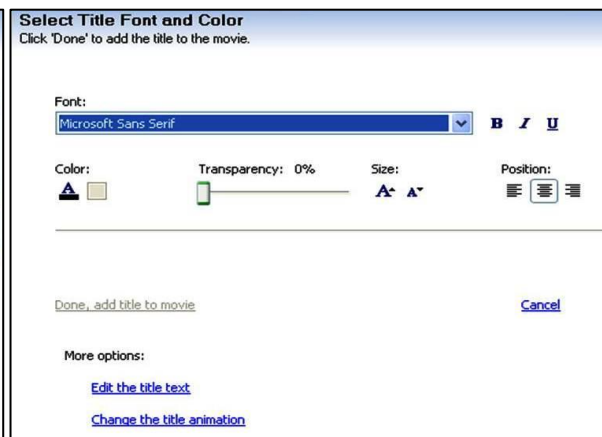 Select Title Font and Color
Click 'Done' to add the title to the movie.
Font:
Microsoft Sans Serif
B I U
Color:
Transparency: 0%
Size:
Position:
A
A A
Done, add title to movie
Cancel
More options:
Edit the title text
Change the title animation